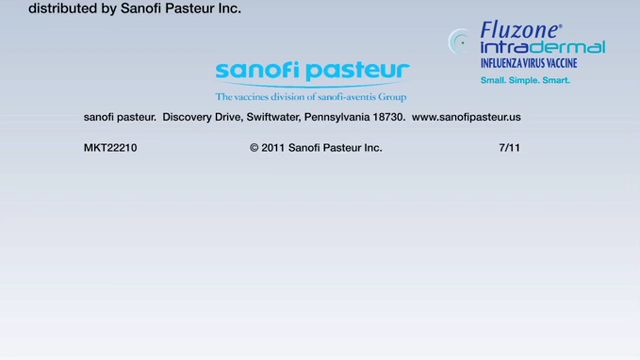 distributed by Sanofi Pasteur Inc.
Fluzone®
intradermal
INFLUENZA VIRUS VACCINE
Small. Simple. Smart.
sanofi pasteur
The vaccines division of sanofi-aventis Group
sanofi pasteur. Discovery Drive, Swiftwater, Pennsylvania 18730. www.sanofipasteur.us
MKT22210 © 2011 Sanofi Pasteur Inc. 7/11